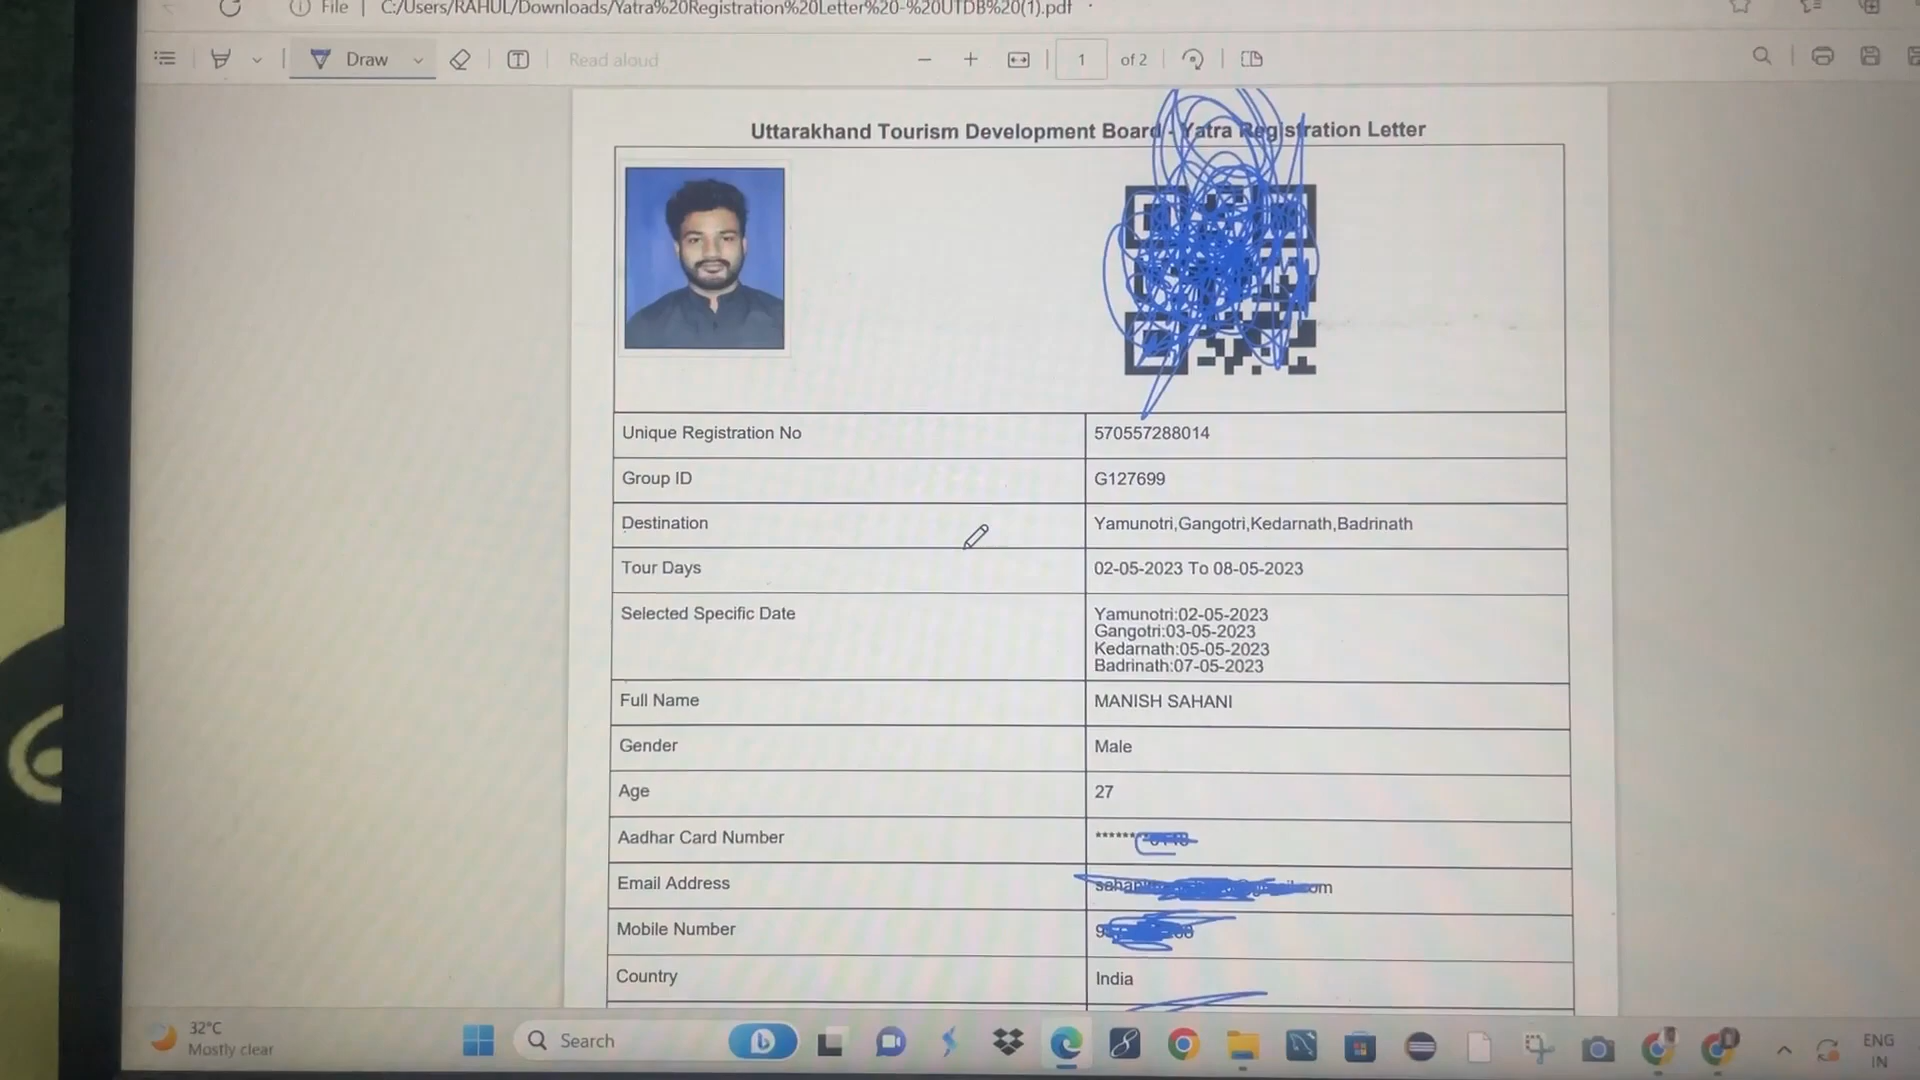 File | C:/Users/RAHUL/Downloads/Yatra%20Registration%20Letter%20-%20UTDB%20(1).pdf
Draw
Read aloud
1 of 2
Uttarakhand Tourism Development Board - Yatra Registration Letter
Unique Registration No 570557288014
Group ID G127699
Destination Yamunotri,Gangotri,Kedarnath,Badrinath
Tour Days 02-05-2023 To 08-05-2023
Selected Specific Date Yamunotri:02-05-2023
Gangotri:03-05-2023
Kedarnath:05-05-2023
Badrinath:07-05-2023
Full Name MANISH SAHANI
Gender Male
Age 27
Aadhar Card Number ******
Email Address
Mobile Number
Country India
32°C
Mostly clear
Search
ENG
IN